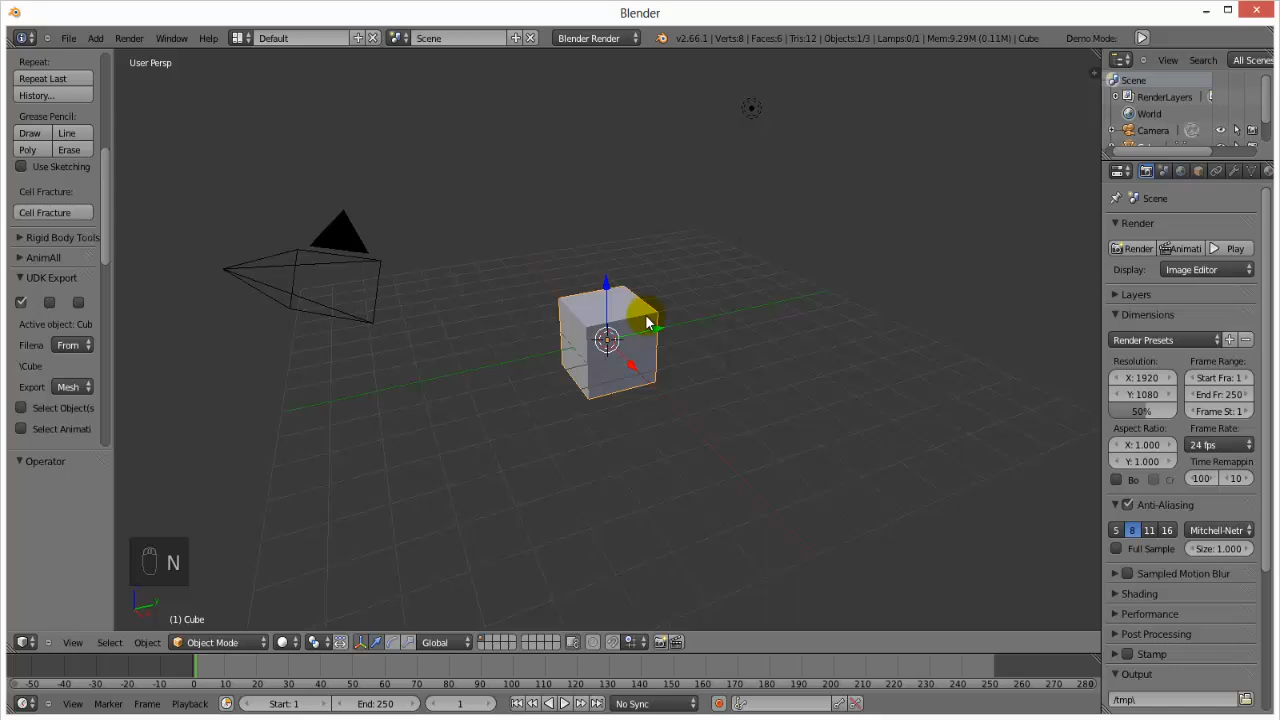 Blender
File Add Render Window Help Default Scene Blender Render v2.66.1 | Verts:8 | Faces:6 | Tris:12 | Objects:1/3 | Lamps:0/1 | Mem:9.29M (0.11M) | Cube Demo Mode:
User Persp
Repeat:
Repeat Last
History...
Grease Pencil:
Draw Line
Poly Erase
Use Sketching
Cell Fracture:
Cell Fracture
Rigid Body Tools
AnimAll
UDK Export
Active object: Cub
Filena From
\Cube
Export Mesh
Select Object(s
Select Animati
Operator
N
y
(1) Cube
View Select Object Object Mode Global
-50 -40 -30 -20 -10 0 10 20 30 40 50 60 70 80 90 100 110 120 130 140 150 160 170 180 190 200 210 220 230 240 250 260 270 280
View Marker Frame Playback Start: 1 End: 250 1 No Sync
View Search All Scenes
Scene
RenderLayers |
World
Camera
Scene
Render
Render Animati Play
Display: Image Editor
Layers
Dimensions
Render Presets
Resolution: Frame Range:
X: 1920 Start Fra: 1
Y: 1080 End Fr: 250
50% Frame St: 1
Aspect Ratio: Frame Rate:
X: 1.000 24 fps
Y: 1.000 Time Remappin
Bo Cr 100 10
Anti-Aliasing
5 8 11 16 Mitchell-Netr
Full Sample Size: 1.000
Sampled Motion Blur
Shading
Performance
Post Processing
Stamp
Output
/tmp\